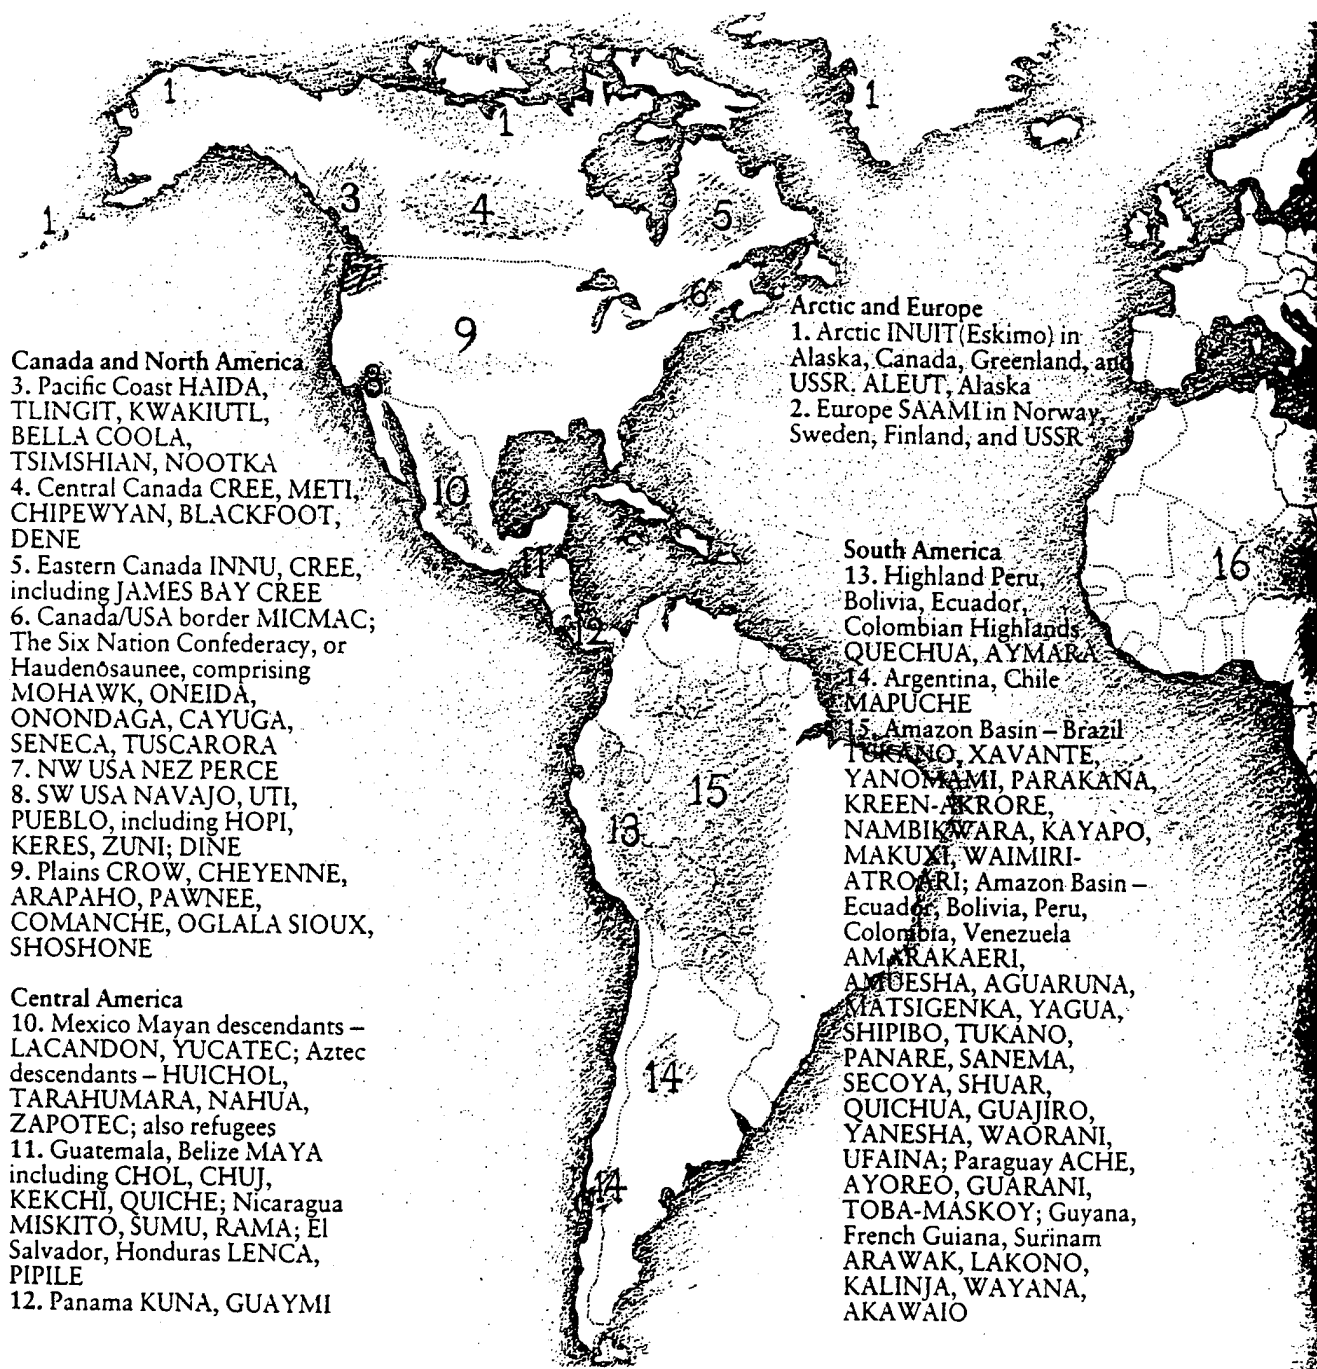 1
1
1
1
3
4
5
6
7
9
8
10
11
12
13
15
14
14
16
Canada and North America
3. Pacific Coast HAIDA,
TLINGIT, KWAKIUTL,
BELLA COOLA,
TSIMSHIAN, NOOTKA
4. Central Canada CREE, METI,
CHIPEWYAN, BLACKFOOT,
DENE
5. Eastern Canada INNU, CREE,
including JAMES BAY CREE
6. Canada/USA border MICMAC;
The Six Nation Confederacy, or
Haudenosaunee, comprising
MOHAWK, ONEIDA,
ONONDAGA, CAYUGA,
SENECA, TUSCARORA
7. NW USA NEZ PERCE
8. SW USA NAVAJO, UTI,
PUEBLO, including HOPI,
KERES, ZUNI; DINE
9. Plains CROW, CHEYENNE,
ARAPAHO, PAWNEE,
COMANCHE, OGLALA SIOUX,
SHOSHONE
Central America
10. Mexico Mayan descendants –
LACANDON, YUCATEC; Aztec
descendants – HUICHOL,
TARAHUMARA, NAHUA,
ZAPOTEC; also refugees
11. Guatemala, Belize MAYA
including CHOL, CHUJ,
KEKCHI, QUICHE; Nicaragua
MISKITO, SUMU, RAMA; El
Salvador, Honduras LENCA,
PIPILE
12. Panama KUNA, GUAYMI
Arctic and Europe
1. Arctic INUIT (Eskimo) in
Alaska, Canada, Greenland, and
USSR. ALEUT, Alaska
2. Europe SAAMI in Norway,
Sweden, Finland, and USSR
South America
13. Highland Peru,
Bolivia, Ecuador,
Colombian Highlands
QUECHUA, AYMARA
14. Argentina, Chile
MAPUCHE
15. Amazon Basin – Brazil
TUKANO, XAVANTE,
YANOMAMI, PARAKANA,
KREEN-AKRORE,
NAMBIKWARA, KAYAPO,
MAKUXI, WAIMIRI-
ATROARI; Amazon Basin –
Ecuador, Bolivia, Peru,
Colombia, Venezuela
AMARAKAERI,
AMUESHA, AGUARUNA,
MATSIGENKA, YAGUA,
SHIPIBO, TUKANO,
PANARE, SANEMA,
SECOYA, SHUAR,
QUICHUA, GUAJIRO,
YANESHA, WAORANI,
UFAINA; Paraguay ACHE,
AYOREO, GUARANI,
TOBA-MASKOY; Guyana,
French Guiana, Surinam
ARAWAK, LAKONO,
KALINJA, WAYANA,
AKAWAIO